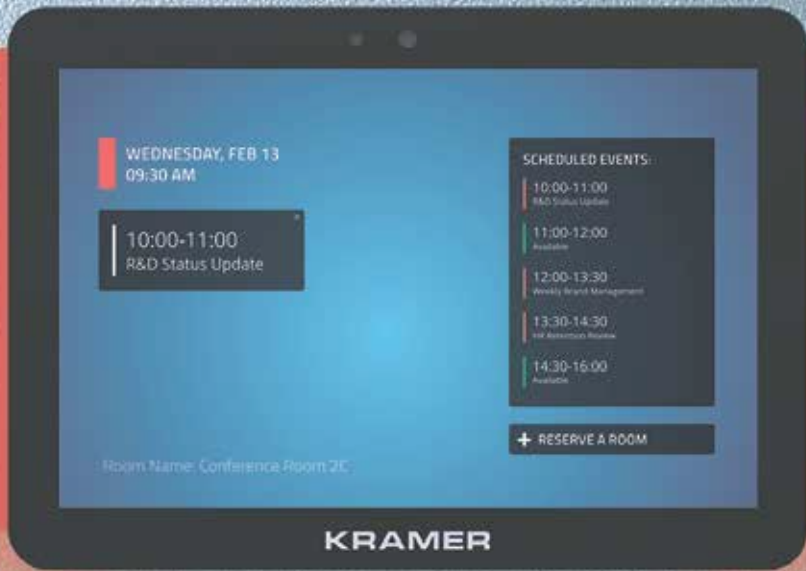 WEDNESDAY, FEB 13
09:30 AM
10:00-11:00
R&D Status Update
Room Name: Conference Room 2C
SCHEDULED EVENTS:
10:00-11:00
R&D Status Update
11:00-12:00
Available
12:00-13:30
Weekly Brand Management
13:30-14:30
HR Retention Review
14:30-16:00
Available
+ RESERVE A ROOM
KRAMER